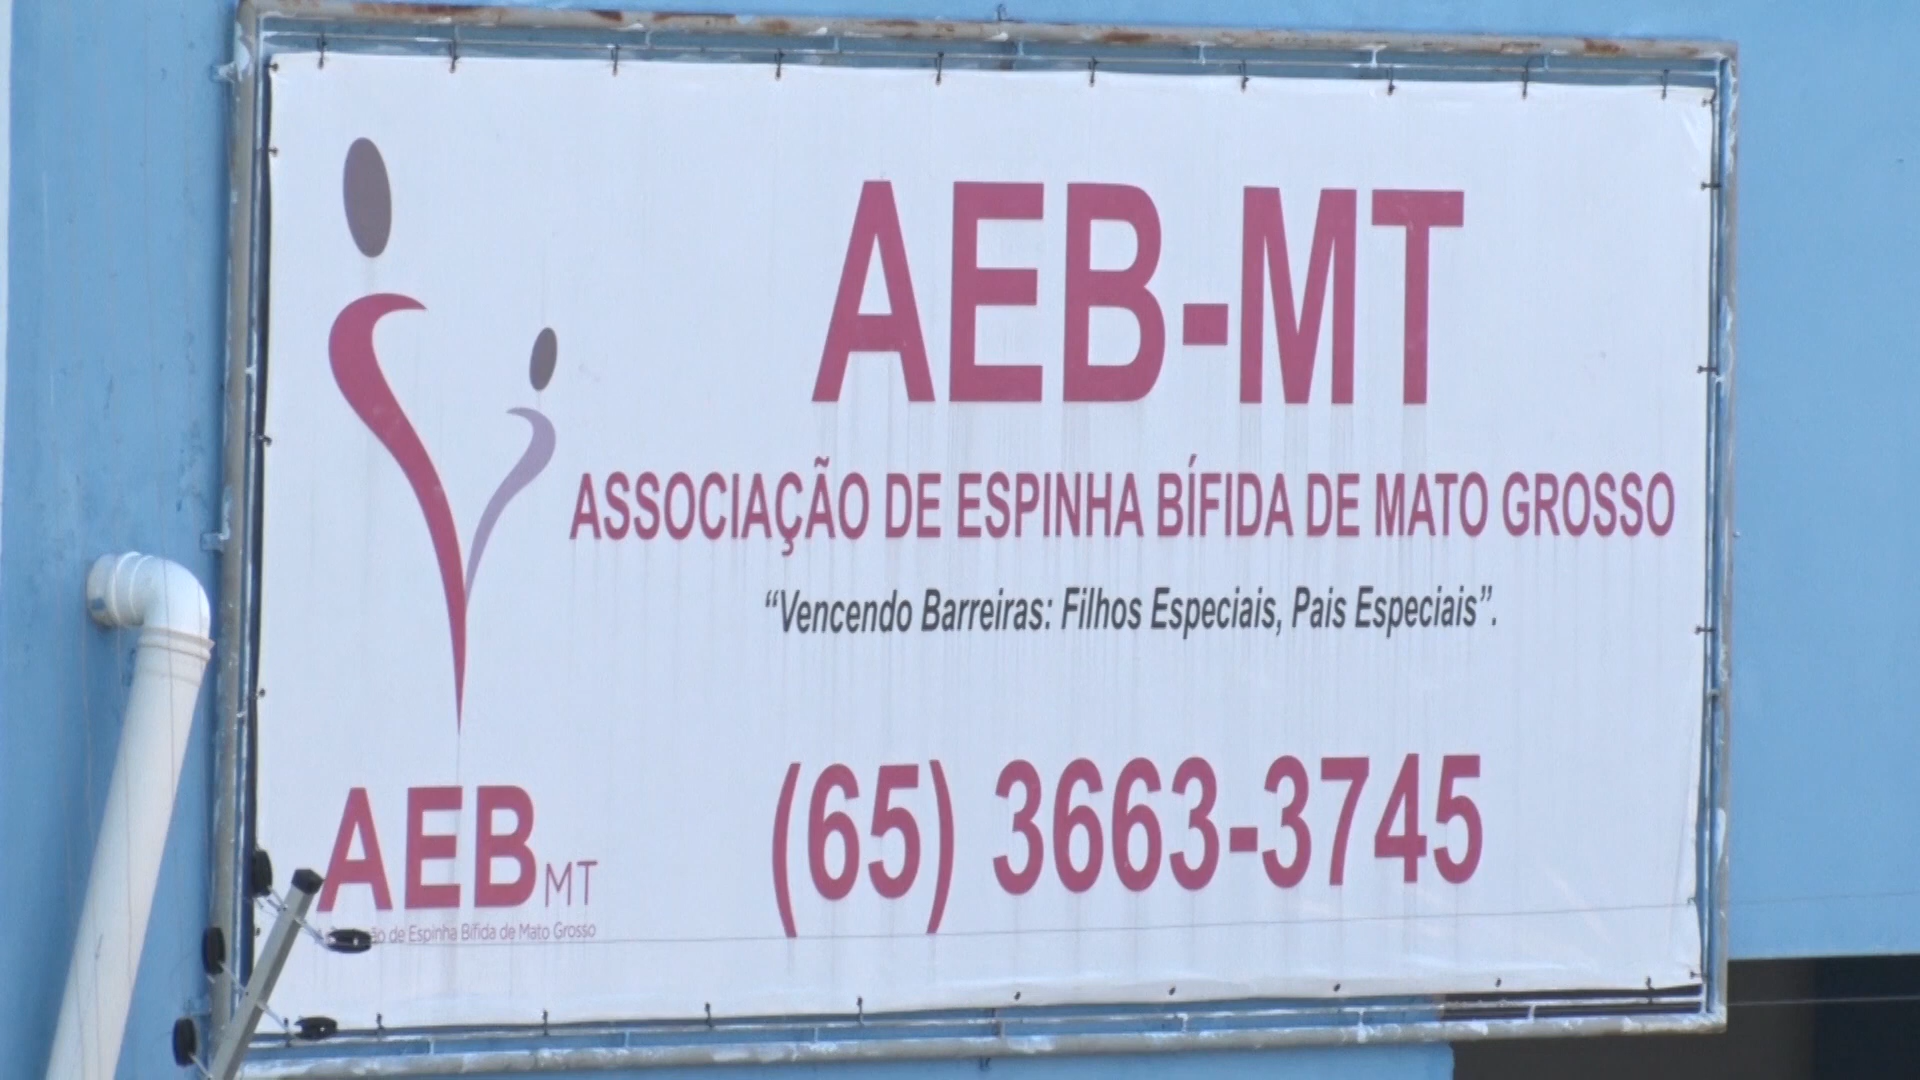 AEB-MT
ASSOCIAÇÃO DE ESPINHA BÍFIDA DE MATO GROSSO
“Vencendo Barreiras: Filhos Especiais, Pais Especiais”.
(65) 3663-3745
AEB MT
de Espinha Bífida de Mato Grosso